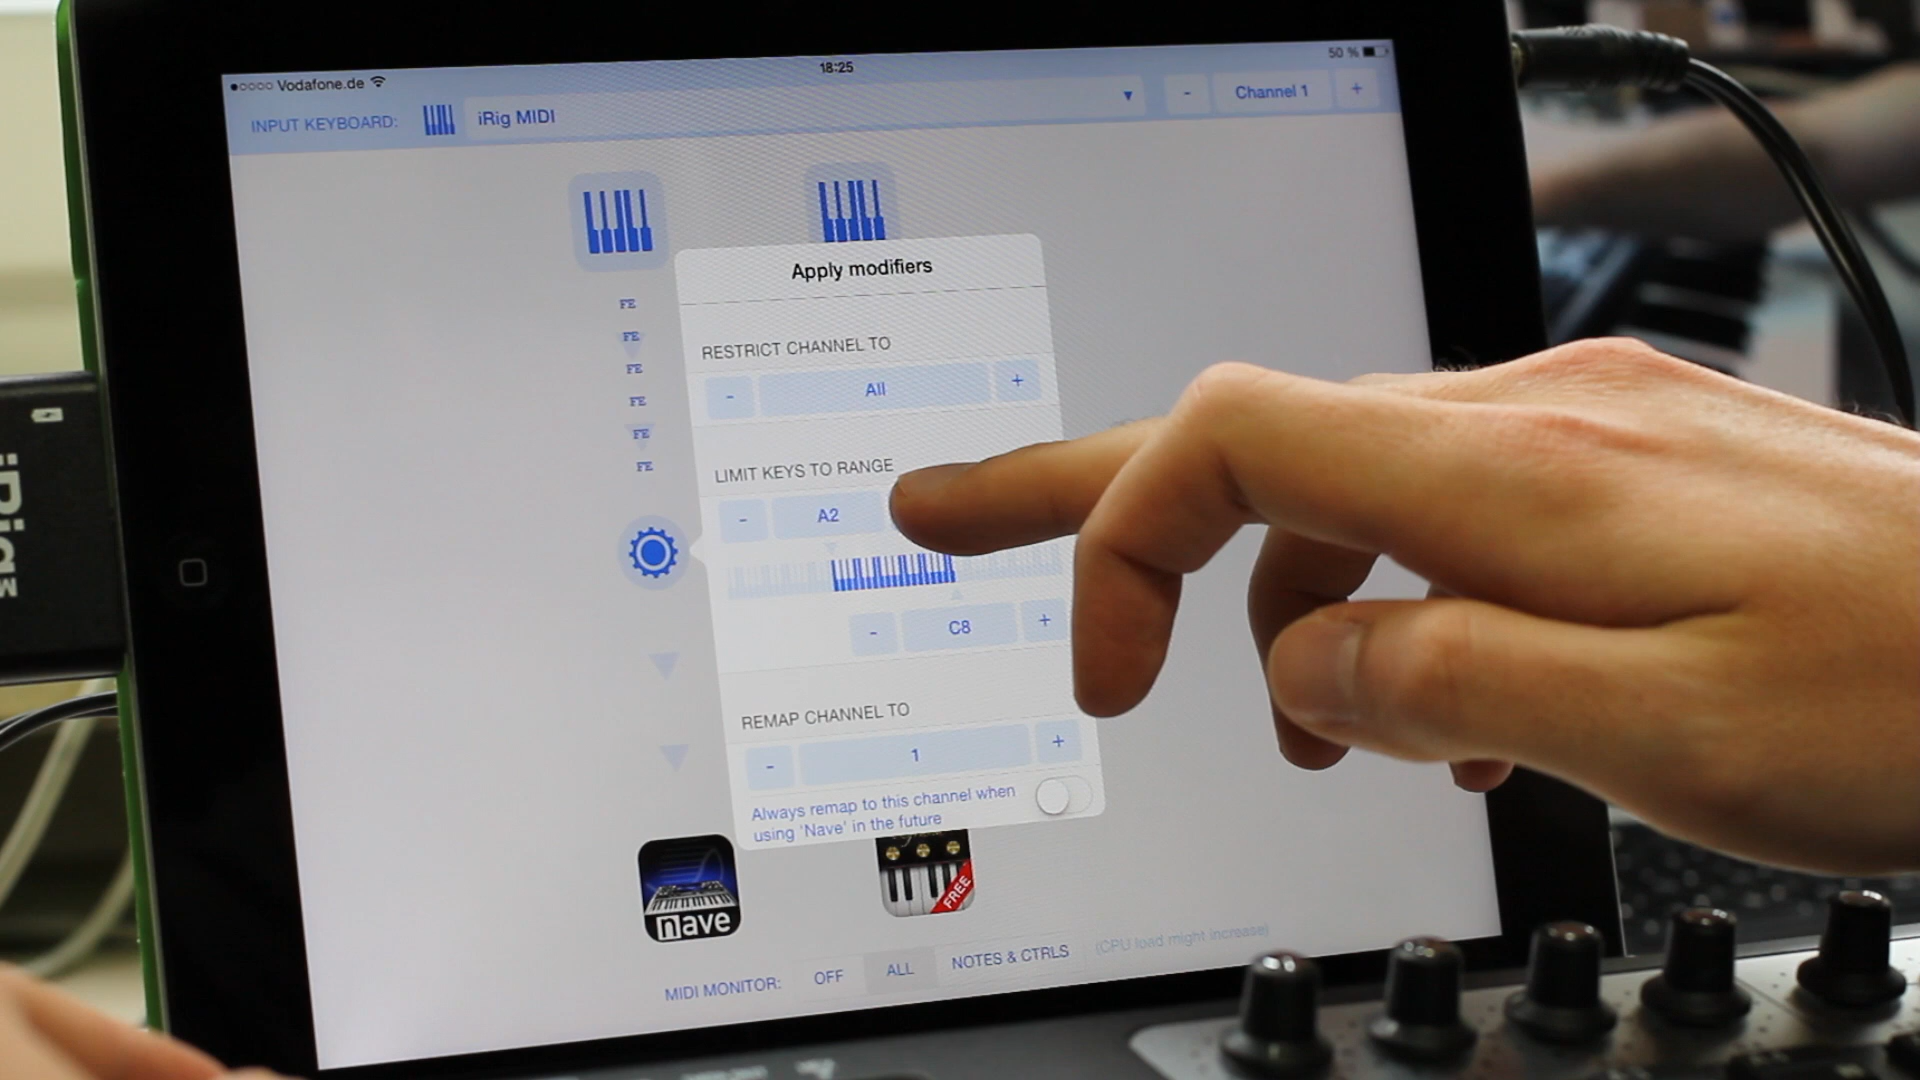 Vodafone.de
18:25
50 %
INPUT KEYBOARD:
iRig MIDI
-
Channel 1
+
Apply modifiers
FE
FE
FE
FE
FE
FE
RESTRICT CHANNEL TO
-
All
+
LIMIT KEYS TO RANGE
-
A2
-
C8
+
REMAP CHANNEL TO
-
1
+
Always remap to this channel when
using 'Nave' in the future
nave
FREE
MIDI MONITOR:
OFF
ALL
NOTES & CTRLS
(CPU load might increase)
iRig